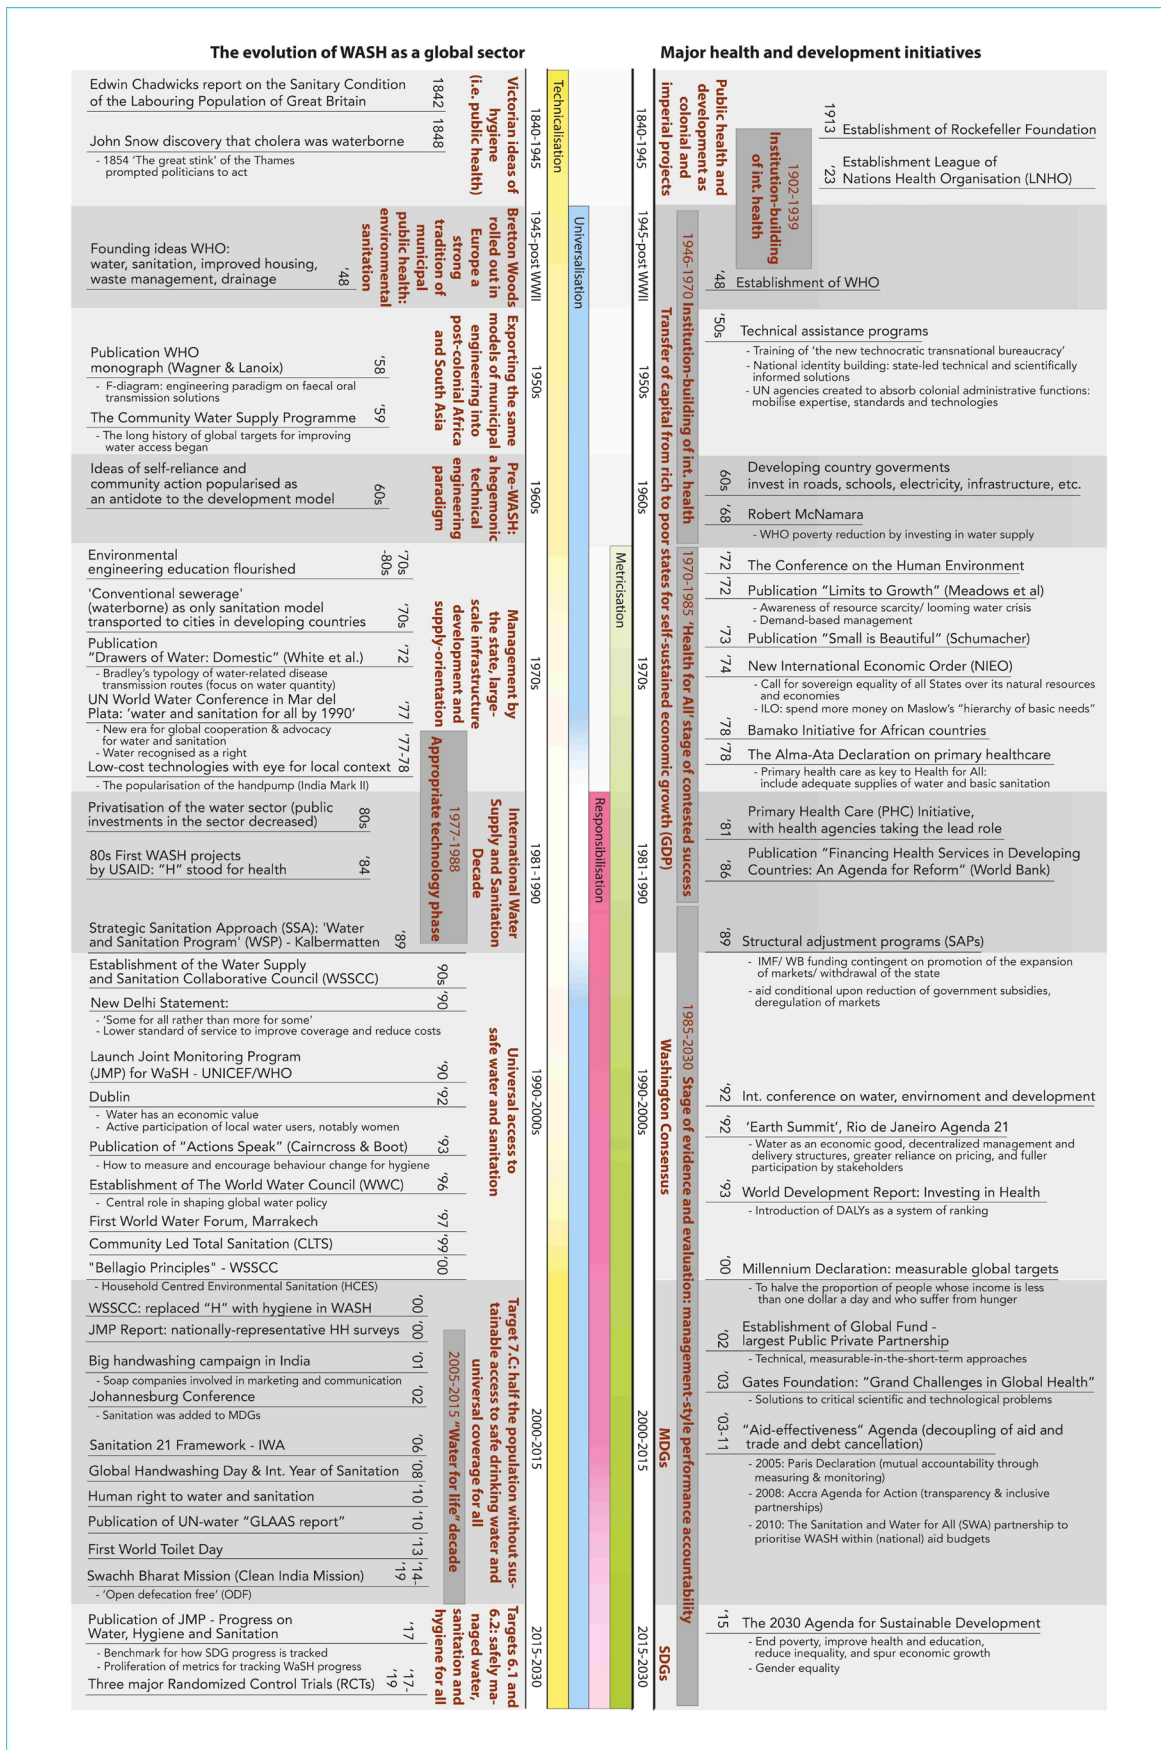 The evolution of WASH as a global sector
Edwin Chadwicks report on the Sanitary Condition
of the Labouring Population of Great Britain
1842
John Snow discovery that cholera was waterborne
1848
- 1854 ‘The great stink’ of the Thames
prompted politicians to act
Victorian ideas of
hygiene
(i.e. public health)
1840-1945
Founding ideas WHO:
water, sanitation, improved housing,
waste management, drainage
‘48
Bretton Woods
rolled out in
Europe a
strong
tradition of
municipal
public health:
environmental
sanitation
1945-post WWII
Publication WHO
monograph (Wagner & Lanoix)
‘58
- F-diagram: engineering paradigm on faecal oral
transmission solutions
The Community Water Supply Programme
‘59
- The long history of global targets for improving
water access began
Exporting the same
models of municipal
engineering into
post-colonial Africa
and South Asia
1950s
Ideas of self-reliance and
community action popularised as
an antidote to the development model
60s
Pre-WASH:
a hegemonic
technical
engineering
paradigm
1960s
Environmental
engineering education flourished
‘70s
-80s
'Conventional sewerage'
(waterborne) as only sanitation model
transported to cities in developing countries
‘70s
Publication
“Drawers of Water: Domestic” (White et al.)
‘72
- Bradley’s typology of water-related disease
transmission routes (focus on water quantity)
UN World Water Conference in Mar del
Plata: ‘water and sanitation for all by 1990’
‘77
- New era for global cooperation & advocacy
for water and sanitation
- Water recognised as a right
Low-cost technologies with eye for local context
‘77-78
- The popularisation of the handpump (India Mark II)
Management by
the state, large-
scale infrastructure
development and
supply-orientation
1970s
Privatisation of the water sector (public
investments in the sector decreased)
80s
80s First WASH projects
by USAID: “H” stood for health
‘84
Strategic Sanitation Approach (SSA): 'Water
and Sanitation Program' (WSP) - Kalbermatten
‘89
1977-1988
Appropriate technology phase
International Water
Supply and Sanitation
Decade
1981-1990
Establishment of the Water Supply
and Sanitation Collaborative Council (WSSCC)
90s
New Delhi Statement:
‘90
- ‘Some for all rather than more for some’
- Lower standard of service to improve coverage and reduce costs
Launch Joint Monitoring Program
(JMP) for WaSH - UNICEF/WHO
‘90
Dublin
‘92
- Water has an economic value
- Active participation of local water users, notably women
Publication of “Actions Speak” (Cairncross & Boot)
‘93
- How to measure and encourage behaviour change for hygiene
Establishment of The World Water Council (WWC)
‘96
- Central role in shaping global water policy
First World Water Forum, Marrakech
‘97
Community Led Total Sanitation (CLTS)
‘99
"Bellagio Principles" - WSSCC
‘00
- Household Centred Environmental Sanitation (HCES)
Universal access to
safe water and sanitation
1990-2000s
WSSCC: replaced “H” with hygiene in WASH
‘00
JMP Report: nationally-representative HH surveys
‘00
Big handwashing campaign in India
‘01
- Soap companies involved in marketing and communication
Johannesburg Conference
‘02
- Sanitation was added to MDGs
Sanitation 21 Framework - IWA
‘06
Global Handwashing Day & Int. Year of Sanitation
‘08
Human right to water and sanitation
‘10
Publication of UN-water “GLAAS report”
‘10
First World Toilet Day
‘13
Swachh Bharat Mission (Clean India Mission)
‘14-
‘19
- ‘Open defecation free’ (ODF)
2005-2015 “Water for life” decade
Target 7.C: half the population without sus-
tainable access to safe drinking water and
universal coverage for all
2000-2015
Publication of JMP - Progress on
Water, Hygiene and Sanitation
‘17
- Benchmark for how SDG progress is tracked
- Proliferation of metrics for tracking WaSH progress
Three major Randomized Control Trials (RCTs)
‘17-
‘19
Targets 6.1 and
6.2: safely ma-
naged water,
sanitation and
hygiene for all
2015-2030
Technicalisation
Universalisation
Responsibilisation
Metricisation
Major health and development initiatives
1840-1945
Public health and
development as
colonial and
imperial projects
1902-1939
Institution-building
of int. health
1913
Establishment of Rockefeller Foundation
‘23
Establishment League of
Nations Health Organisation (LNHO)
1945-post WWII
1946-1970 Institution-building of int. health
Transfer of capital from rich to poor states for self-sustained economic growth (GDP)
‘48
Establishment of WHO
1950s
‘50s
Technical assistance programs
- Training of ‘the new technocratic transnational bureaucracy’
- National identity building: state-led technical and scientifically
informed solutions
- UN agencies created to absorb colonial administrative functions:
mobilise expertise, standards and technologies
1960s
60s
Developing country goverments
invest in roads, schools, electricity, infrastructure, etc.
‘68
Robert McNamara
- WHO poverty reduction by investing in water supply
1970s
1970-1985 ‘Health for All’ stage of contested success
‘72
The Conference on the Human Environment
‘72
Publication “Limits to Growth” (Meadows et al)
- Awareness of resource scarcity/ looming water crisis
- Demand-based management
‘73
Publication “Small is Beautiful” (Schumacher)
‘74
New International Economic Order (NIEO)
- Call for sovereign equality of all States over its natural resources
and economies
- ILO: spend more money on Maslow’s “hierarchy of basic needs”
‘78
Bamako Initiative for African countries
‘78
The Alma-Ata Declaration on primary healthcare
- Primary health care as key to Health for All:
include adequate supplies of water and basic sanitation
1981-1990
‘81
Primary Health Care (PHC) Initiative,
with health agencies taking the lead role
‘86
Publication “Financing Health Services in Developing
Countries: An Agenda for Reform” (World Bank)
‘89
Structural adjustment programs (SAPs)
- IMF/ WB funding contingent on promotion of the expansion
of markets/ withdrawal of the state
- aid conditional upon reduction of government subsidies,
deregulation of markets
1990-2000s
Washington Consensus
1985-2030 Stage of evidence and evaluation: management-style performance accountability
‘92
Int. conference on water, envirnoment and development
‘92
‘Earth Summit’, Rio de Janeiro Agenda 21
- Water as an economic good, decentralized management and
delivery structures, greater reliance on pricing, and fuller
participation by stakeholders
‘93
World Development Report: Investing in Health
- Introduction of DALYs as a system of ranking
‘00
Millennium Declaration: measurable global targets
- To halve the proportion of people whose income is less
than one dollar a day and who suffer from hunger
2000-2015
MDGs
‘02
Establishment of Global Fund -
largest Public Private Partnership
- Technical, measurable-in-the-short-term approaches
‘03
Gates Foundation: “Grand Challenges in Global Health”
- Solutions to critical scientific and technological problems
‘03-11
“Aid-effectiveness” Agenda (decoupling of aid and
trade and debt cancellation)
- 2005: Paris Declaration (mutual accountability through
measuring & monitoring)
- 2008: Accra Agenda for Action (transparency & inclusive
partnerships)
- 2010: The Sanitation and Water for All (SWA) partnership to
prioritise WASH within (national) aid budgets
2015-2030
SDGs
‘15
The 2030 Agenda for Sustainable Development
- End poverty, improve health and education,
reduce inequality, and spur economic growth
- Gender equality